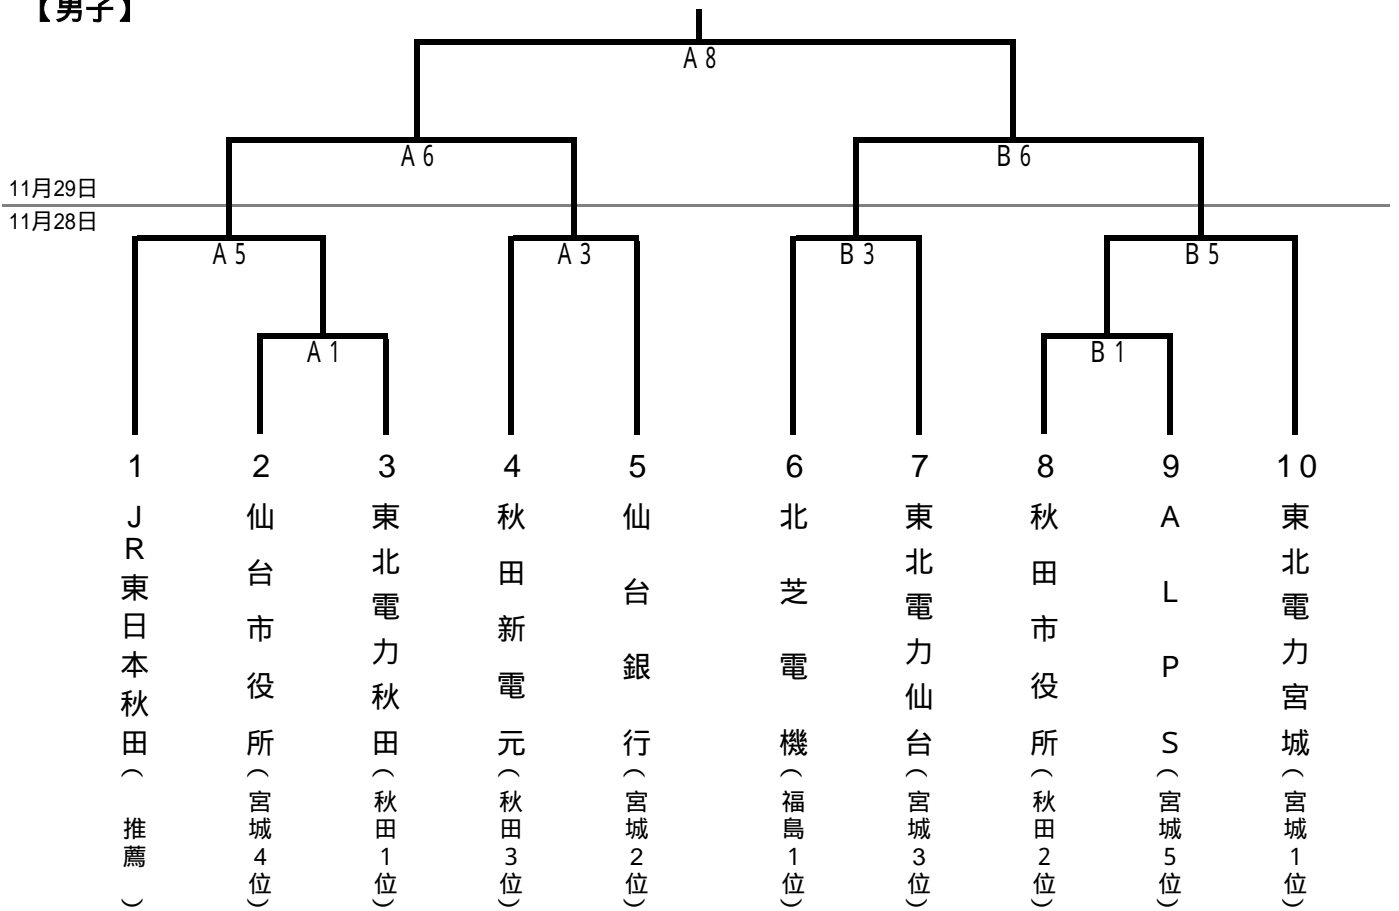 【男子】
A8
A6
B6
11月29日
11月28日
A5
A3
B3
B5
A1
B1
1
2
3
4
5
6
7
8
9
10
JR東日本秋田(推薦)
仙台市役所(宮城4位)
東北電力秋田(秋田1位)
秋田新電元(秋田3位)
仙台銀行(宮城2位)
北芝電機(福島1位)
東北電力仙台(宮城3位)
秋田市役所(秋田2位)
ALPS(宮城5位)
東北電力宮城(宮城1位)